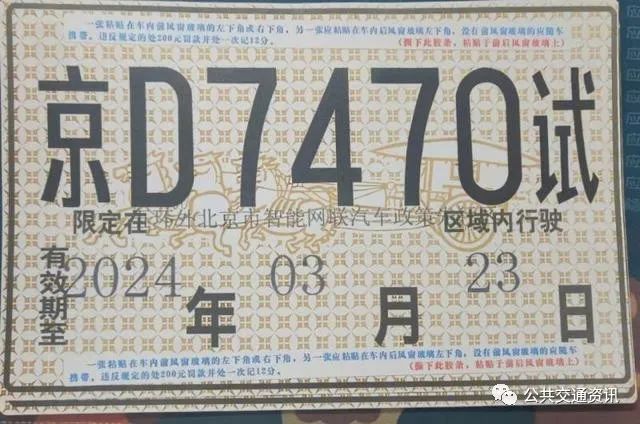 一张粘贴在车内前风窗玻璃的左下角或右下角，另一张应粘贴在车内后风窗玻璃左下角，没有前风窗玻璃的应随车
携带，违反规定的处200元罚款并处一次记12分。 (撕下此胶条，粘贴于前后风窗玻璃上)
京D7470试
限定在 环外北京市智能网联汽车政策先 区域内行驶
有效期至 2024 年 03 月 23 日
一张粘贴在车内前风窗玻璃的左下角或右下角，另一张应粘贴在车内后风窗玻璃的左下角，没有前风窗玻璃的应随车
携带，违反规定的处200元罚款并处一次记12分。 (撕下此胶条，粘贴于前后风窗玻璃上)
公共交通资讯